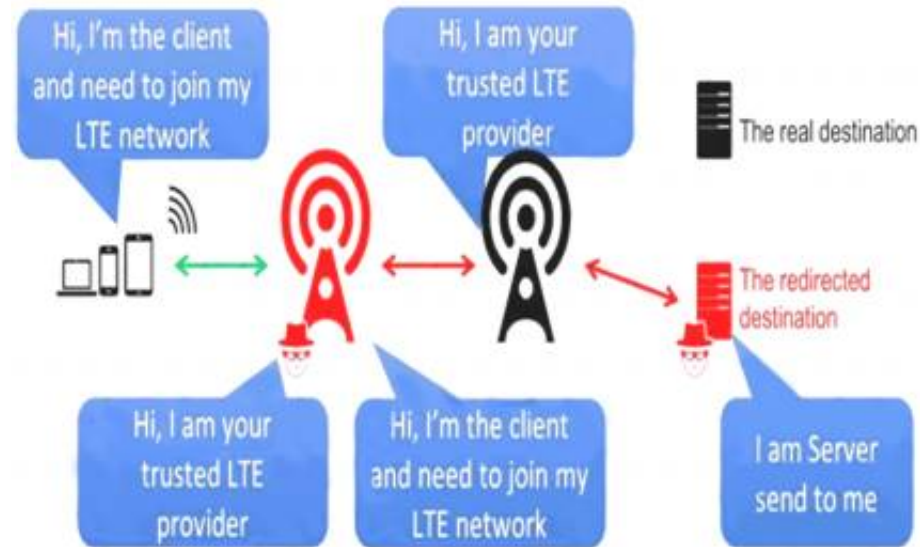 Hi, I'm the client
and need to join my
LTE network
Hi, I am your
trusted LTE
provider
The real destination
The redirected
destination
Hi, I am your
trusted LTE
provider
Hi, I'm the client
and need to join my
LTE network
I am Server
send to me